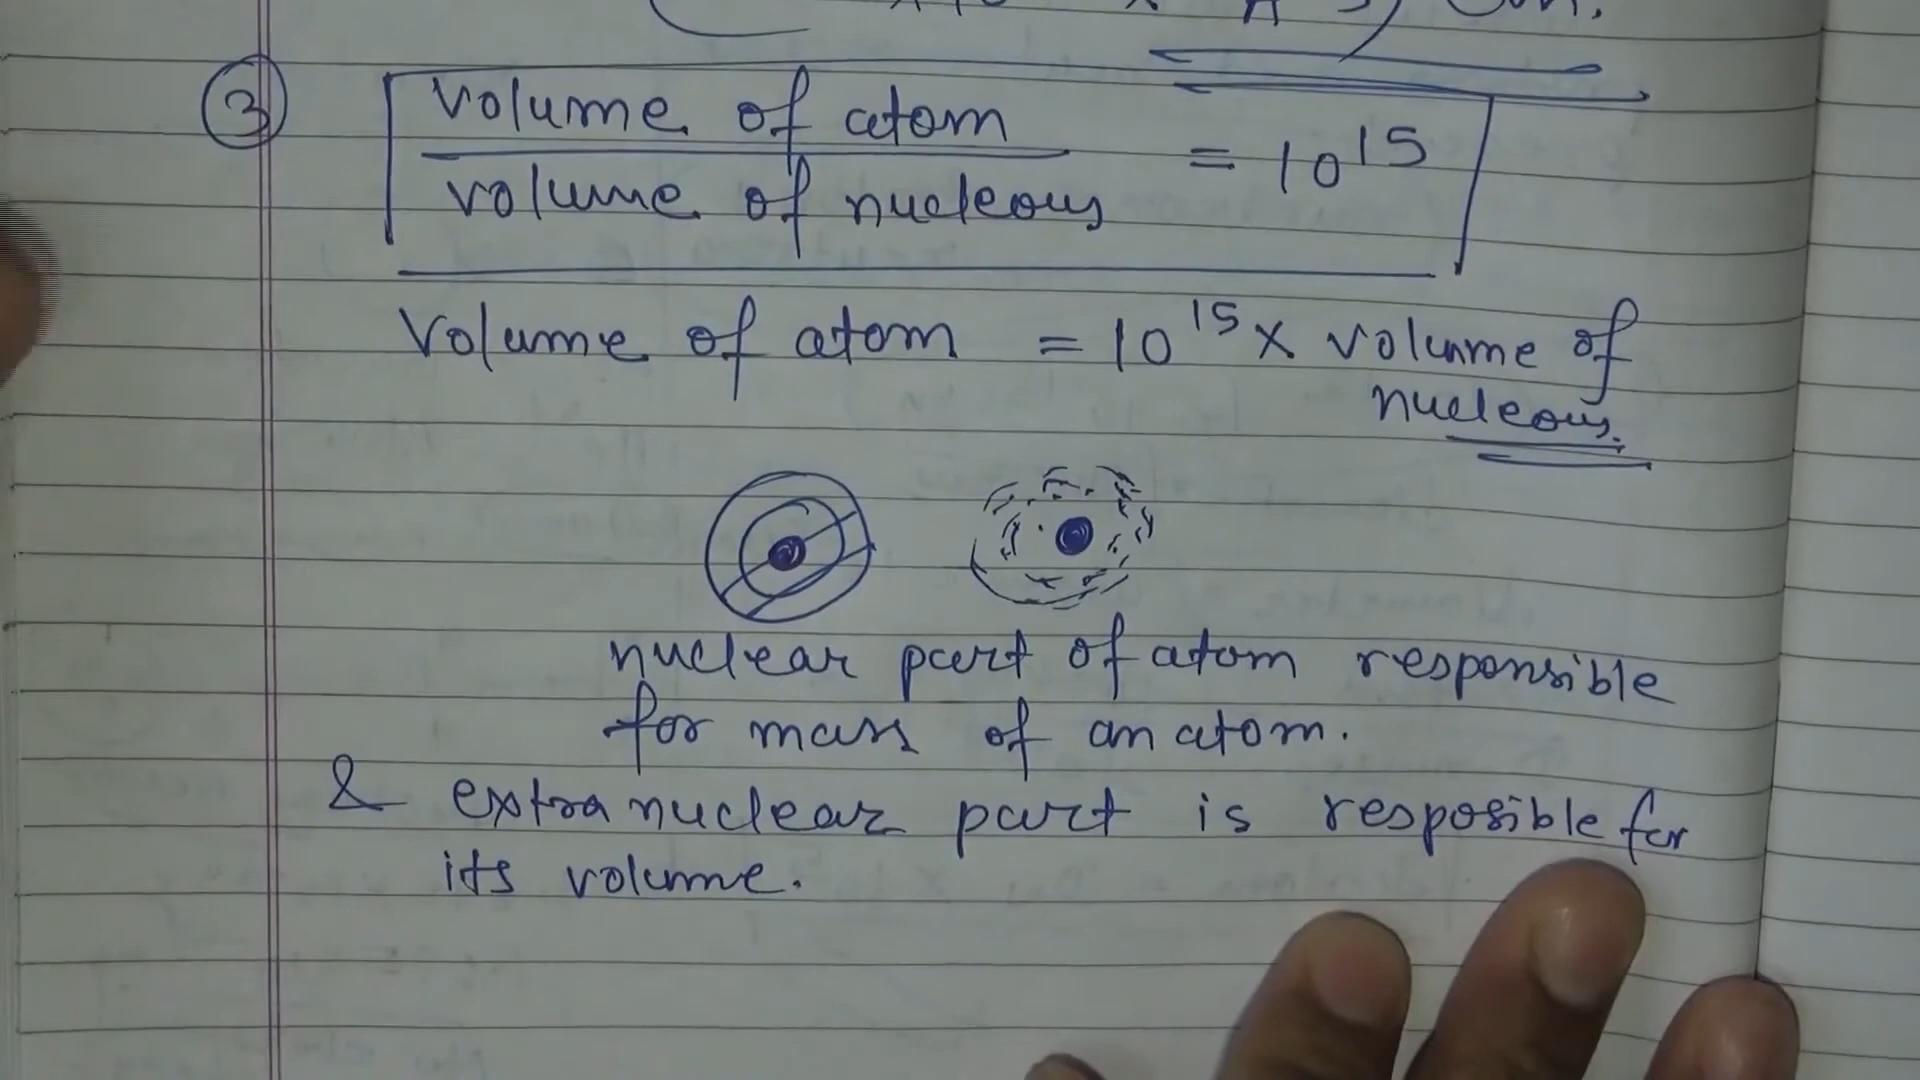 ③ Volume of atom
volume of nucleous
= 10^15
Volume of atom = 10^15 x volume of
nucleous.
nuclear part of atom responsible
for mass of an atom.
& extra nuclear part is resposible for
its volume.